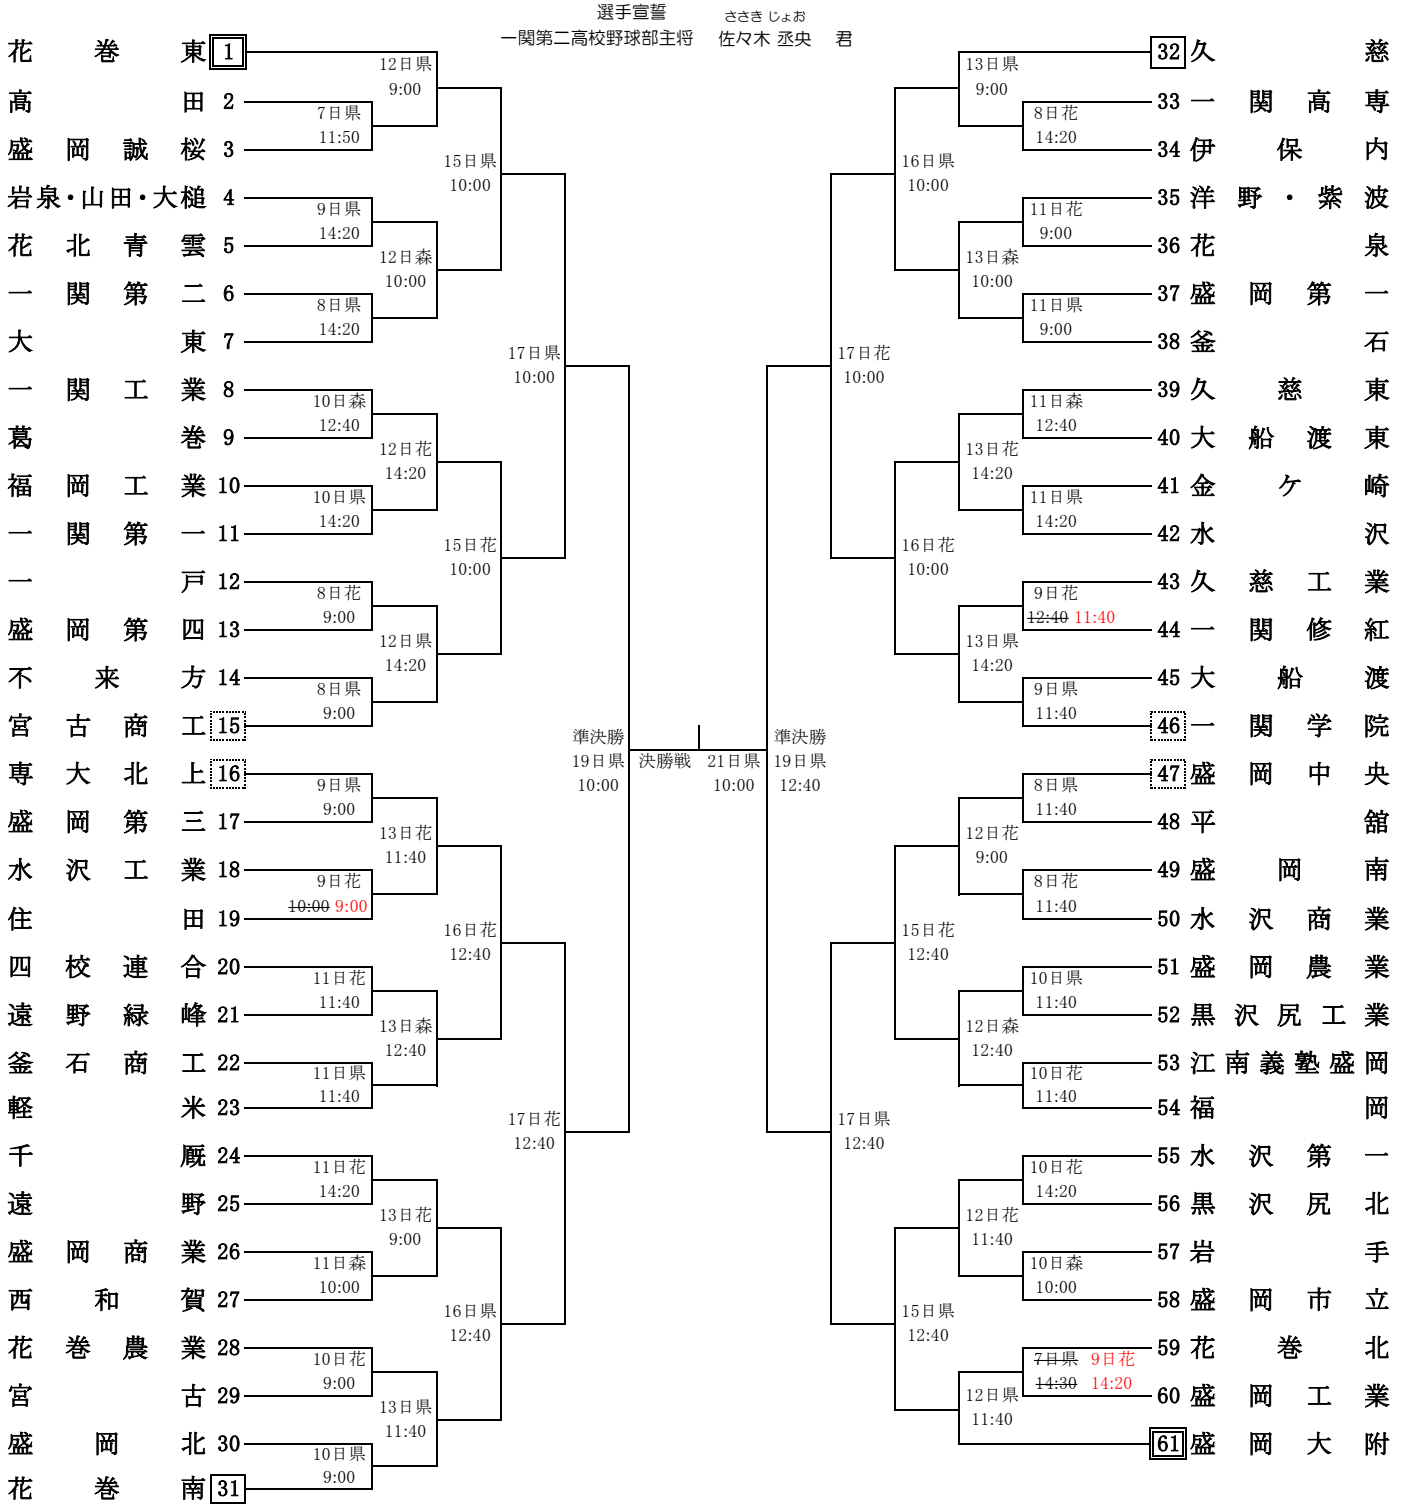 選手宣誓 ささき じょお
一関第二高校野球部主将 佐々木 丞央 君
花巻東 1
高田 2
盛岡誠桜 3
岩泉・山田・大槌 4
花北青雲 5
一関第二 6
大東 7
一関工業 8
葛巻 9
福岡工業 10
一関第一 11
一戸 12
盛岡第四 13
不来方 14
宮古商工 15
専大北上 16
盛岡第三 17
水沢工業 18
住田 19
四校連合 20
遠野緑峰 21
釜石商工 22
軽米 23
千厩 24
遠野 25
盛岡商業 26
西和賀 27
花巻農業 28
宮古 29
盛岡北 30
花巻南 31
7日県
11:50
9日県
14:20
8日県
14:20
10日森
12:40
10日県
14:20
8日花
9:00
8日県
9:00
9日県
9:00
9日花
10:00 9:00
11日花
11:40
11日県
11:40
11日花
14:20
11日森
10:00
10日花
9:00
10日県
9:00
12日県
9:00
12日森
10:00
12日花
14:20
12日県
14:20
13日花
11:40
13日森
12:40
13日花
9:00
13日県
11:40
15日県
10:00
15日花
10:00
16日花
12:40
16日県
12:40
17日県
10:00
17日花
12:40
準決勝
19日県
10:00
決勝戦 21日県
10:00
準決勝
19日県
12:40
17日花
10:00
17日県
12:40
16日県
10:00
16日花
10:00
15日花
12:40
15日県
12:40
13日県
9:00
13日森
10:00
13日花
14:20
13日県
14:20
12日花
9:00
12日森
12:40
12日花
11:40
12日県
11:40
8日花
14:20
11日花
9:00
11日県
9:00
11日森
12:40
11日県
14:20
9日花
12:40 11:40
9日県
11:40
8日県
11:40
8日花
11:40
10日県
11:40
10日花
11:40
10日花
14:20
10日森
10:00
7日県 9日花
14:30 14:20
32 久慈
33 一関高専
34 伊保内
35 洋野・紫波
36 花泉
37 盛岡第一
38 釜石
39 久慈東
40 大船渡東
41 金ケ崎
42 水沢
43 久慈工業
44 一関修紅
45 大船渡
46 一関学院
47 盛岡中央
48 平舘
49 盛岡南
50 水沢商業
51 盛岡農業
52 黒沢尻工業
53 江南義塾盛岡
54 福岡
55 水沢第一
56 黒沢尻北
57 岩手
58 盛岡市立
59 花巻北
60 盛岡工業
61 盛岡大附